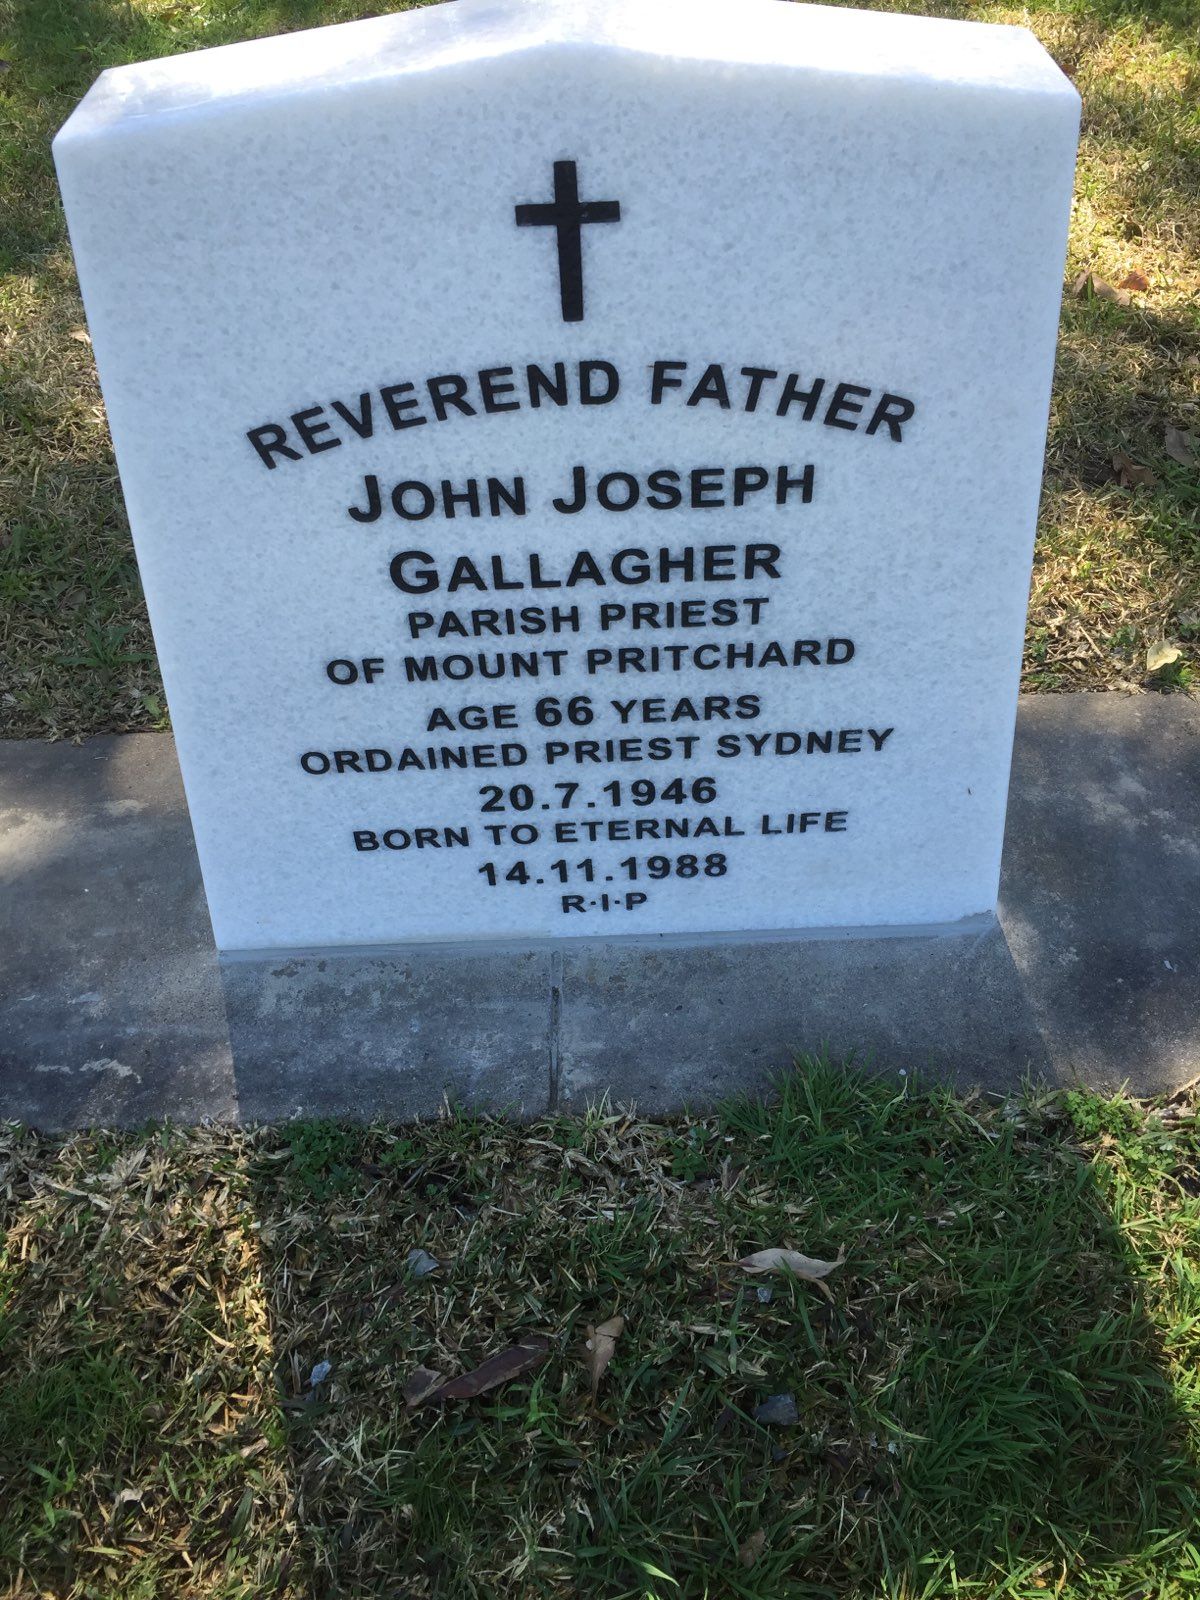 REVEREND FATHER
JOHN JOSEPH
GALLAGHER
PARISH PRIEST
OF MOUNT PRITCHARD
AGE 66 YEARS
ORDAINED PRIEST SYDNEY
20.7.1946
BORN TO ETERNAL LIFE
14.11.1988
R·I·P